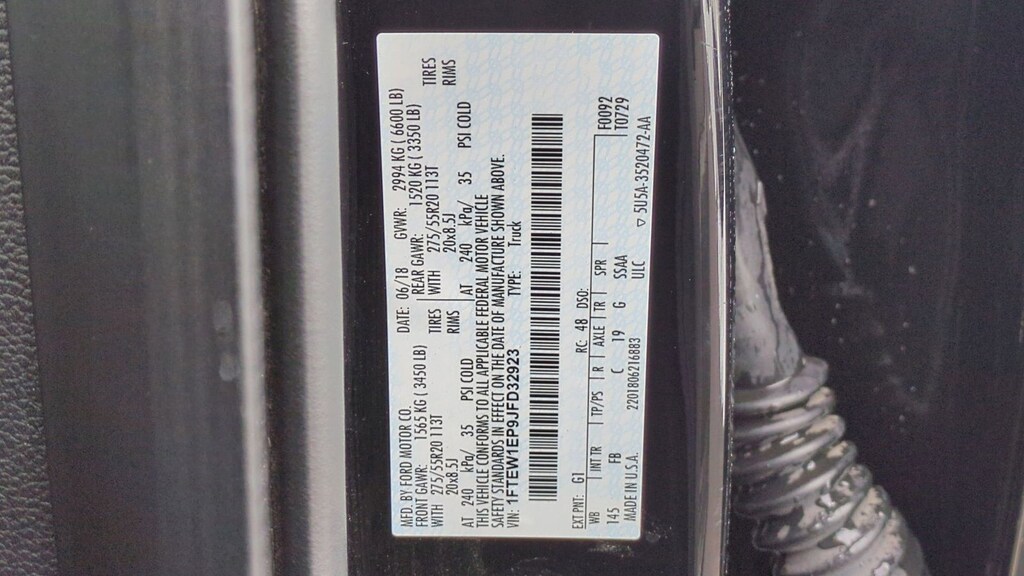 MFD. BY FORD MOTOR CO.
DATE: 06/18 GVWR: 2994 KG ( 6600 LB)
FRONT GAWR: 1565 KG ( 3450 LB) REAR GAWR: 1520 KG ( 3350 LB)
WITH 275/55R20 113T TIRES WITH 275/55R20 113T TIRES
20x8.5J RIMS 20x8.5J RIMS
AT 240 kPa/ 35 PSI COLD AT 240 kPa/ 35 PSI COLD
THIS VEHICLE CONFORMS TO ALL APPLICABLE FEDERAL MOTOR VEHICLE
SAFETY STANDARDS IN EFFECT ON THE DATE OF MANUFACTURE SHOWN ABOVE.
VIN: 1FTEW1EP9JFD32923 TYPE: Truck
EXT PNT: G1 RC: 48 DSO: F0092
WB INT TR TP/PS R AXLE TR SPR T0729
145 FB C 19 G SSAA
MADE IN U.S.A. 2201806216883 ULC 5U5A-3520472-AA